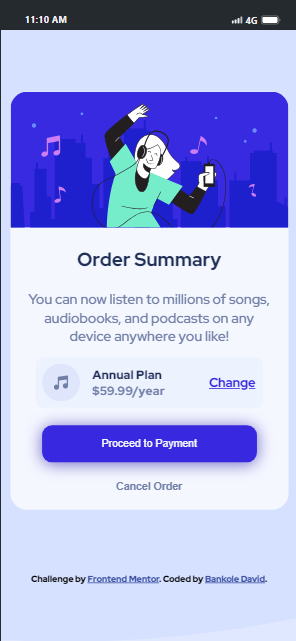 11:10 AM 4G
Order Summary
You can now listen to millions of songs,
audiobooks, and podcasts on any
device anywhere you like!
Annual Plan
$59.99/year
Change
Proceed to Payment
Cancel Order
Challenge by Frontend Mentor. Coded by Bankole David.